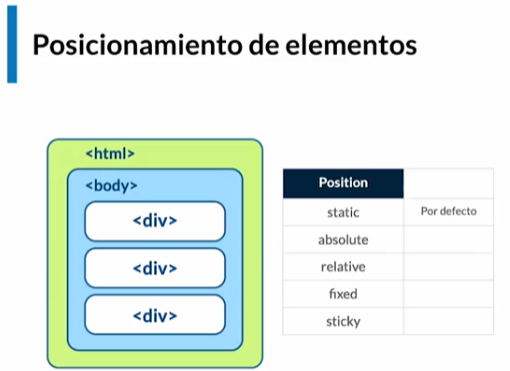 Posicionamiento de elementos
<html>
<body>
<div>
<div>
<div>
Position
static Por defecto
absolute
relative
fixed
sticky